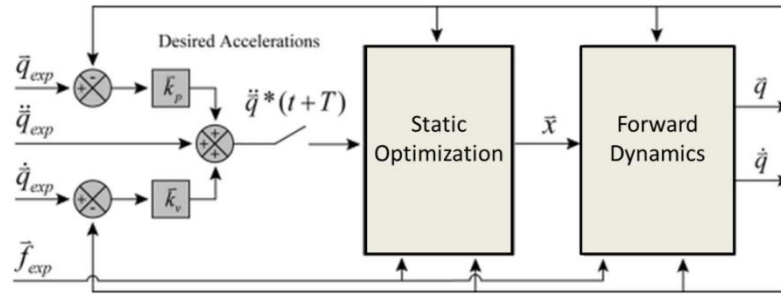 Desired Accelerations
q⃗_exp
k⃗_p
q̈⃗_exp
q̈⃗*(t+T)
Static
Optimization
x⃗
Forward
Dynamics
q⃗
q̇⃗
q̇⃗_exp
k⃗_v
f⃗_exp
- + + + + + -